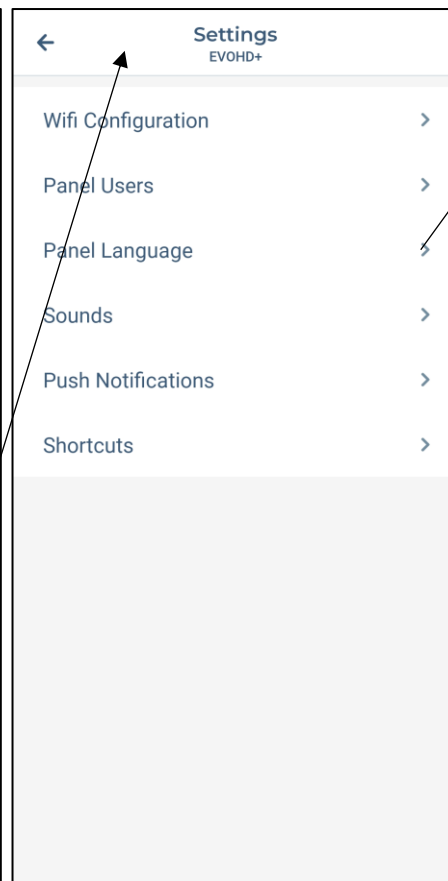 Settings
EVOHD+
Wifi Configuration
Panel Users
Panel Language
Sounds
Push Notifications
Shortcuts